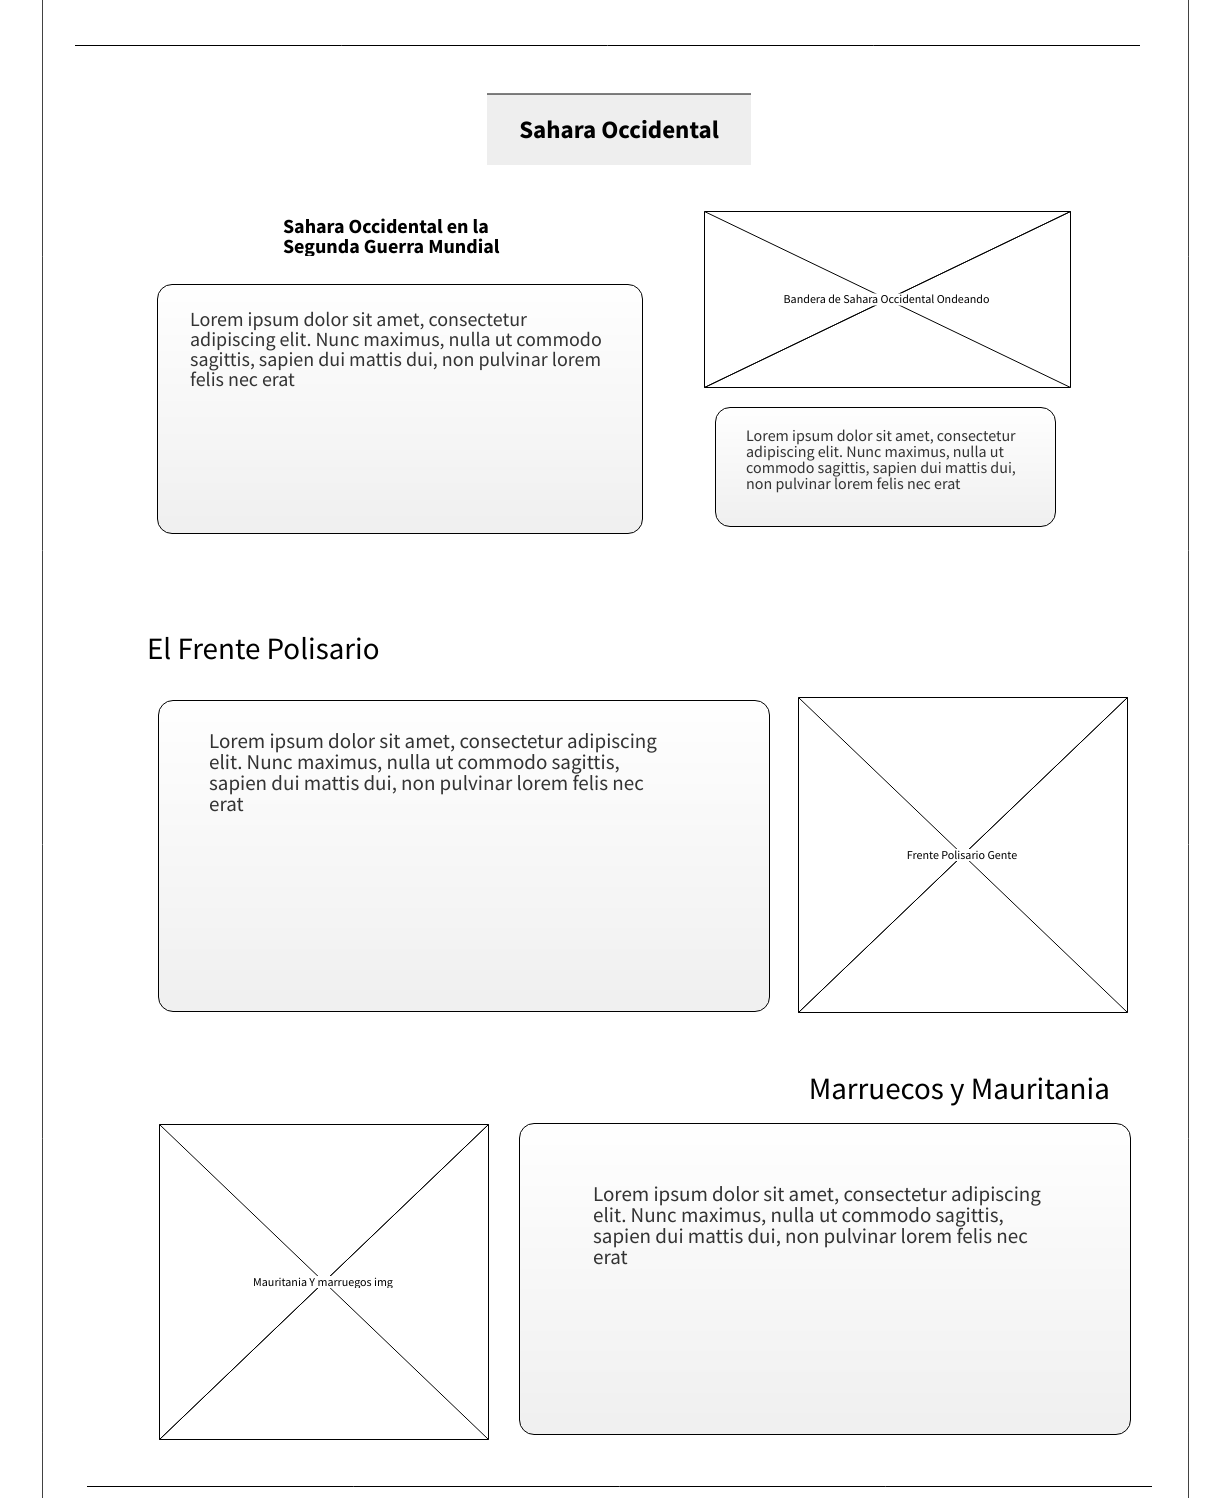 Sahara Occidental
Sahara Occidental en la
Segunda Guerra Mundial
Lorem ipsum dolor sit amet, consectetur
adipiscing elit. Nunc maximus, nulla ut commodo
sagittis, sapien dui mattis dui, non pulvinar lorem
felis nec erat
Bandera de Sahara Occidental Ondeando
Lorem ipsum dolor sit amet, consectetur
adipiscing elit. Nunc maximus, nulla ut
commodo sagittis, sapien dui mattis dui,
non pulvinar lorem felis nec erat
El Frente Polisario
Lorem ipsum dolor sit amet, consectetur adipiscing
elit. Nunc maximus, nulla ut commodo sagittis,
sapien dui mattis dui, non pulvinar lorem felis nec
erat
Frente Polisario Gente
Marruecos y Mauritania
Mauritania Y marruegos img
Lorem ipsum dolor sit amet, consectetur adipiscing
elit. Nunc maximus, nulla ut commodo sagittis,
sapien dui mattis dui, non pulvinar lorem felis nec
erat